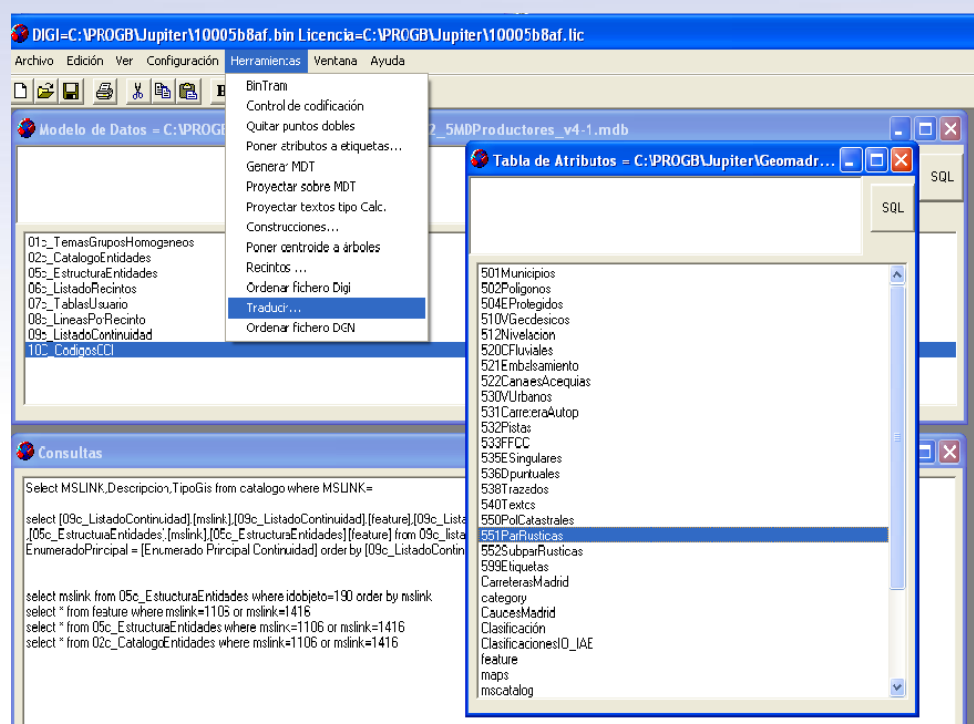 DIGI=C:\PROGB\Jupiter\10005b8af.bin Licencia=C:\PROGB\Jupiter\10005b8af.lic
Archivo Edición Ver Configuración Herramientas Ventana Ayuda
BinTran
Control de codificación
Quitar puntos dobles
Poner atributos a etiquetas...
Generar MDT
Proyectar sobre MDT
Proyectar textos tipo Calc.
Construcciones...
Poner centroide a árboles
Recintos ...
Ordenar fichero Digi
Traducir...
Ordenar fichero DGN
Modelo de Datos = C:\PROGB
2_5MDProductores_v4-1.mdb
SQL
01c_TemasGruposHomogeneos
02c_CatalogoEntidades
05c_EstructuraEntidades
06c_ListadoRecintos
07c_TablasUsuario
08c_LineasPorRecinto
09c_ListadoContinuidad
10C_CodigosCCI
Tabla de Atributos = C:\PROGB\Jupiter\Geomadr...
SQL
501Municipios
502Poligonos
504EProtegidos
510VGeodesicos
512Nivelacion
520CFluviales
521Embalsamiento
522CanalesAcequias
530VUrbanos
531CarreteraAutop
532Pistas
533FFCC
535ESingulares
536Dpuntuales
538Trazados
540Textos
550PolCatastrales
551ParRusticas
552SubparRusticas
599Etiquetas
CarreterasMadrid
category
CaucesMadrid
Clasificación
ClasificacionesIO_IAE
feature
maps
mscatalog
Consultas
Select MSLINK,Descripcion,TipoGis from catalogo where MSLINK=
select [09c_ListadoContinuidad].[mslink],[09c_ListadoContinuidad].[feature],[09c_Lista
,[05c_EstructuraEntidades].[mslink],[05c_EstructuraEntidades].[feature] from 09c_lista
EnumeradoPrincipal = [Enumerado Principal Continuidad] order by [09c_ListadoContin
select mslink from 05c_EstructuraEntidades where idobjeto=190 order by mslink
select * from feature where mslink=1106 or mslink=1416
select * from 05c_EstructuraEntidades where mslink=1106 or mslink=1416
select * from 02c_CatalogoEntidades where mslink=1106 or mslink=1416